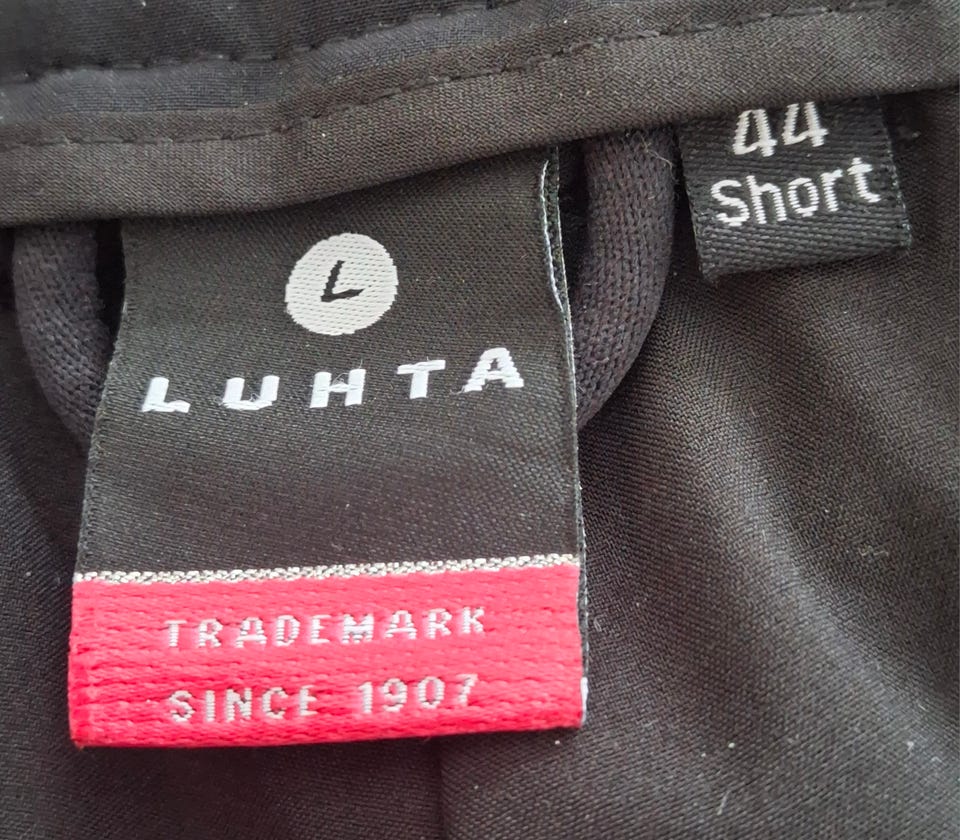 L
LUHTA
TRADEMARK
SINCE 1907
44
Short